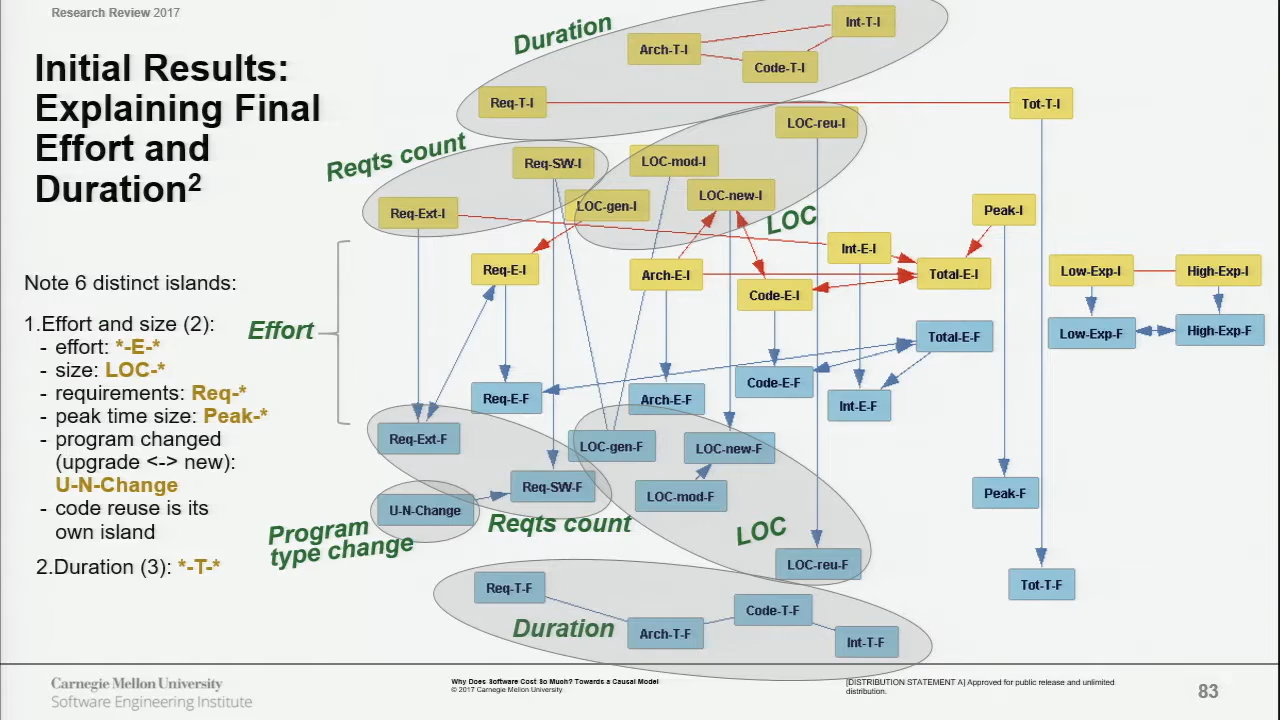 Research Review 2017
Initial Results:
Explaining Final
Effort and
Duration²
Note 6 distinct islands:
1.Effort and size (2):
- effort: *-E-*
- size: LOC-*
- requirements: Req-*
- peak time size: Peak-*
- program changed
(upgrade <-> new):
U-N-Change
- code reuse is its
own island
2.Duration (3): *-T-*
Duration
Int-T-I
Arch-T-I
Code-T-I
Req-T-I
Tot-T-I
LOC-reu-I
Reqts count
Req-SW-I
LOC-mod-I
LOC-new-I
LOC-gen-I
Req-Ext-I
LOC
Peak-I
Int-E-I
Req-E-I
Arch-E-I
Total-E-I
Low-Exp-I
High-Exp-I
Code-E-I
Effort
Total-E-F
Low-Exp-F
High-Exp-F
Code-E-F
Req-E-F
Arch-E-F
Int-E-F
Req-Ext-F
LOC-gen-F
LOC-new-F
Req-SW-F
LOC-mod-F
Peak-F
U-N-Change
Program
type change
Reqts count
LOC
LOC-reu-F
Req-T-F
Tot-T-F
Code-T-F
Duration
Arch-T-F
Int-T-F
Carnegie Mellon University
Software Engineering Institute
Why Does Software Cost So Much? Towards a Causal Model
© 2017 Carnegie Mellon University
[DISTRIBUTION STATEMENT A] Approved for public release and unlimited
distribution.
83